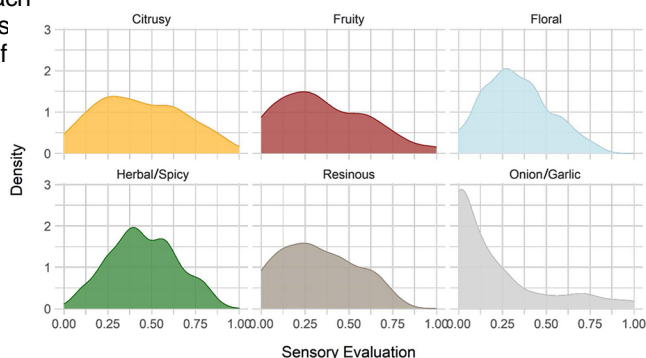 s
f
Citrusy Fruity Floral
3
2
1
0
Herbal/Spicy Resinous Onion/Garlic
3
2
1
0
0.00 0.25 0.50 0.75 1.00 0.00 0.25 0.50 0.75 1.00 0.00 0.25 0.50 0.75 1.00
Density
Sensory Evaluation